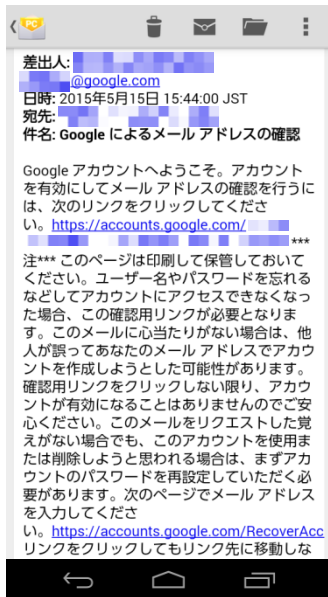 差出人:
@google.com
日時: 2015年5月15日 15:44:00 JST
宛先:
件名: Google によるメール アドレスの確認
Google アカウントへようこそ。アカウント
を有効にしてメール アドレスの確認を行うに
は、次のリンクをクリックしてくださ
い。https://accounts.google.com/
***
注*** このページは印刷して保管しておいて
ください。ユーザー名やパスワードを忘れる
などしてアカウントにアクセスできなくなっ
た場合、この確認用リンクが必要となりま
す。このメールに心当たりがない場合は、他
人が誤ってあなたのメール アドレスでアカウ
ントを作成しようとした可能性があります。
確認用リンクをクリックしない限り、アカウ
ントが有効になることはありませんのでご安
心ください。このメールをリクエストした覚
えがない場合でも、このアカウントを使用ま
たは削除しようと思われる場合は、まずアカ
ウントのパスワードを再設定していただく必
要があります。次のページでメール アドレス
を入力してくださ
い。https://accounts.google.com/RecoverAcc
リンクをクリックしてもリンク先に移動しな